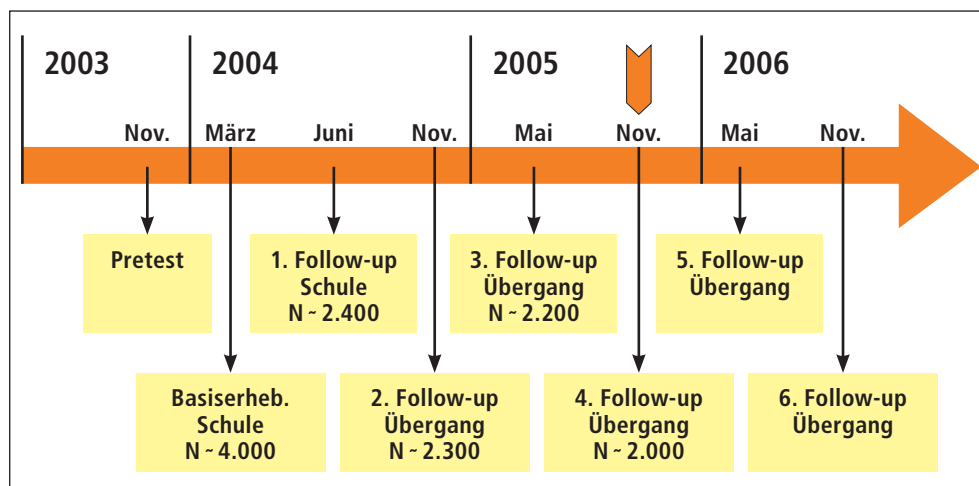 2003
2004
2005
2006
Nov.
März
Juni
Nov.
Mai
Nov.
Mai
Nov.
Pretest
1. Follow-up
Schule
N ~ 2.400
3. Follow-up
Übergang
N ~ 2.200
5. Follow-up
Übergang
Basiserheb.
Schule
N ~ 4.000
2. Follow-up
Übergang
N ~ 2.300
4. Follow-up
Übergang
N ~ 2.000
6. Follow-up
Übergang